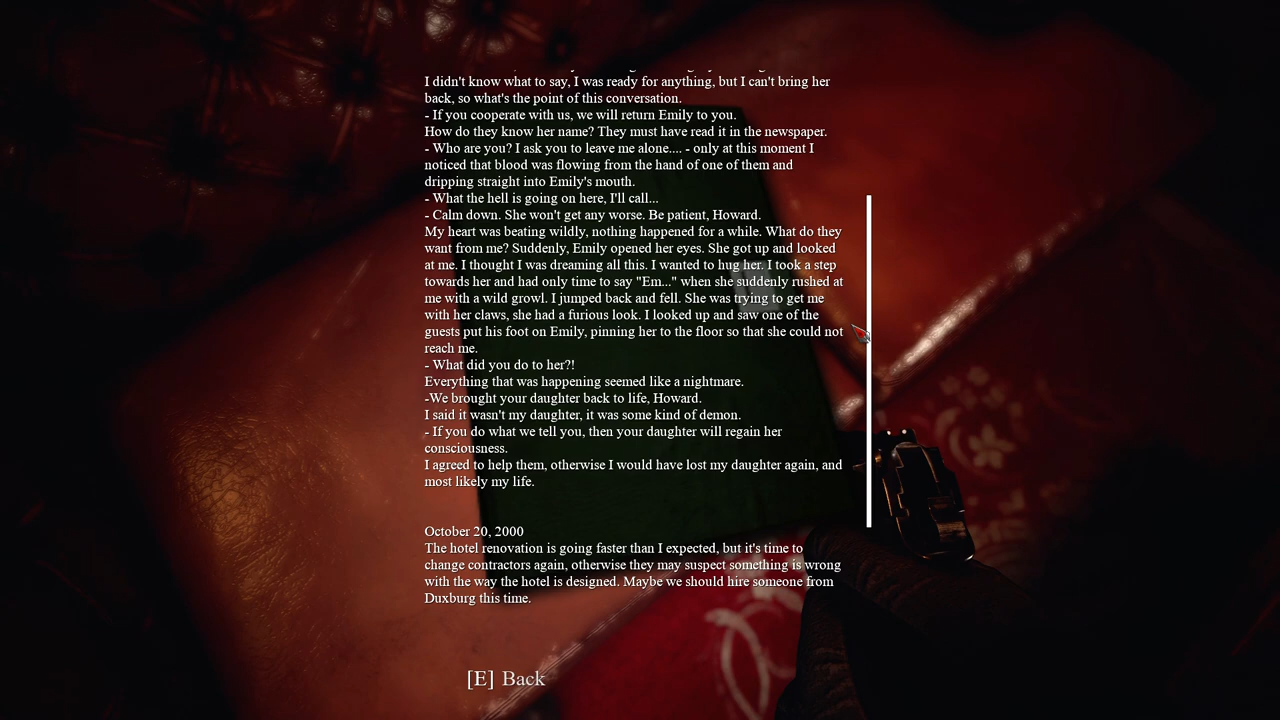 I didn't know what to say, I was ready for anything, but I can't bring her
back, so what's the point of this conversation.
- If you cooperate with us, we will return Emily to you.
How do they know her name? They must have read it in the newspaper.
- Who are you? I ask you to leave me alone.... - only at this moment I
noticed that blood was flowing from the hand of one of them and
dripping straight into Emily's mouth.
- What the hell is going on here, I'll call...
- Calm down. She won't get any worse. Be patient, Howard.
My heart was beating wildly, nothing happened for a while. What do they
want from me? Suddenly, Emily opened her eyes. She got up and looked
at me. I thought I was dreaming all this. I wanted to hug her. I took a step
towards her and had only time to say "Em..." when she suddenly rushed at
me with a wild growl. I jumped back and fell. She was trying to get me
with her claws, she had a furious look. I looked up and saw one of the
guests put his foot on Emily, pinning her to the floor so that she could not
reach me.
- What did you do to her?!
Everything that was happening seemed like a nightmare.
-We brought your daughter back to life, Howard.
I said it wasn't my daughter, it was some kind of demon.
- If you do what we tell you, then your daughter will regain her
consciousness.
I agreed to help them, otherwise I would have lost my daughter again, and
most likely my life.
October 20, 2000
The hotel renovation is going faster than I expected, but it's time to
change contractors again, otherwise they may suspect something is wrong
with the way the hotel is designed. Maybe we should hire someone from
Duxburg this time.
[E] Back